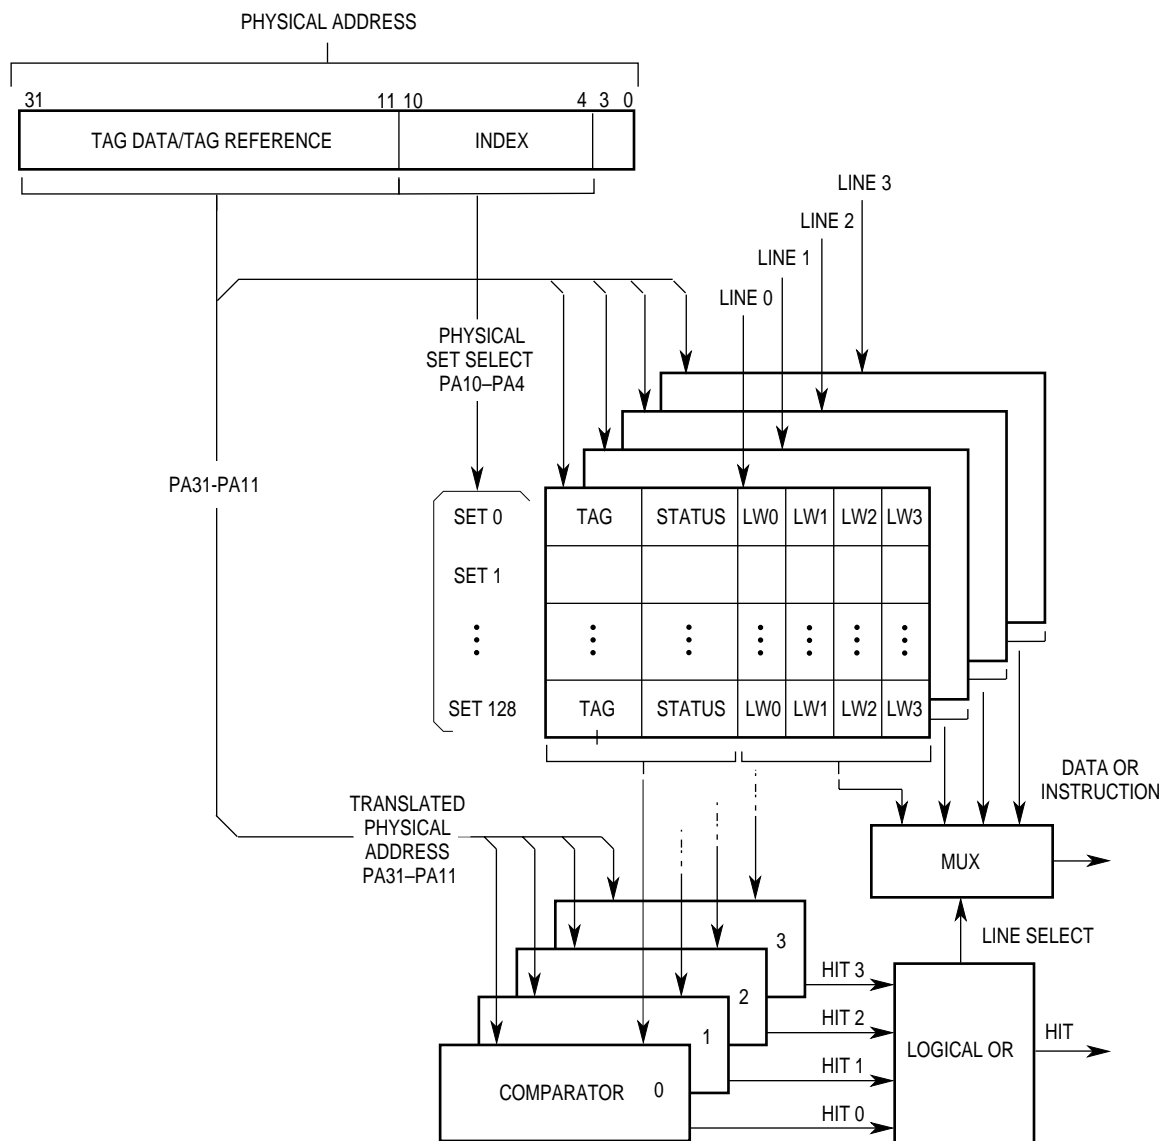 PHYSICAL ADDRESS
31 11 10 4 3 0
TAG DATA/TAG REFERENCE INDEX
LINE 3
LINE 2
LINE 1
LINE 0
PHYSICAL
SET SELECT
PA10–PA4
PA31-PA11
SET 0 TAG STATUS LW0 LW1 LW2 LW3
SET 1
SET 128 TAG STATUS LW0 LW1 LW2 LW3
DATA OR
INSTRUCTION
TRANSLATED
PHYSICAL
ADDRESS
PA31–PA11
MUX
LINE SELECT
3
HIT 3
2
HIT 2
1
HIT 1
COMPARATOR 0
HIT 0
LOGICAL OR
HIT